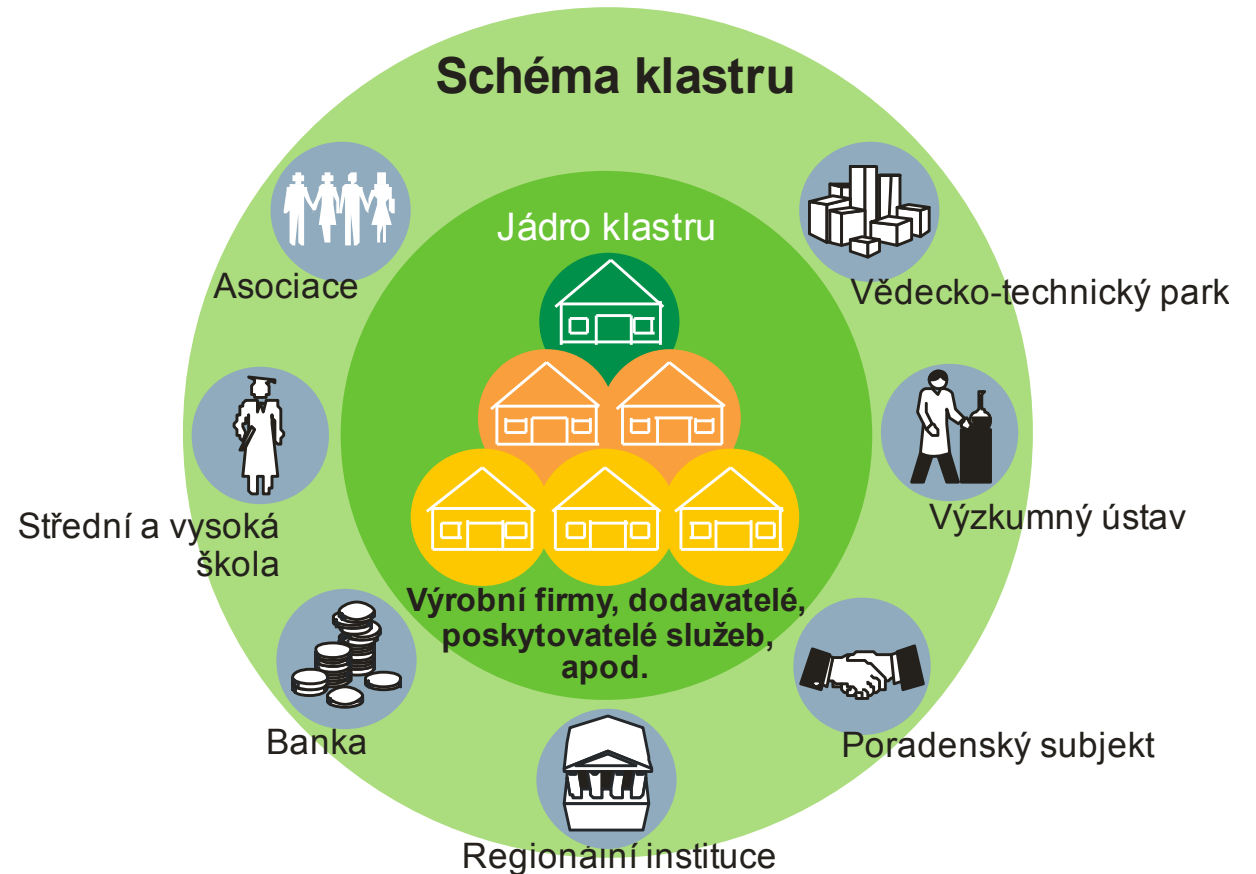 Schéma klastru
Jádro klastru
Asociace
Vědecko-technický park
Střední a vysoká
škola
Výzkumný ústav
Výrobní firmy, dodavatelé,
poskytovatelé služeb,
apod.
Banka
Poradenský subjekt
Regionální instituce